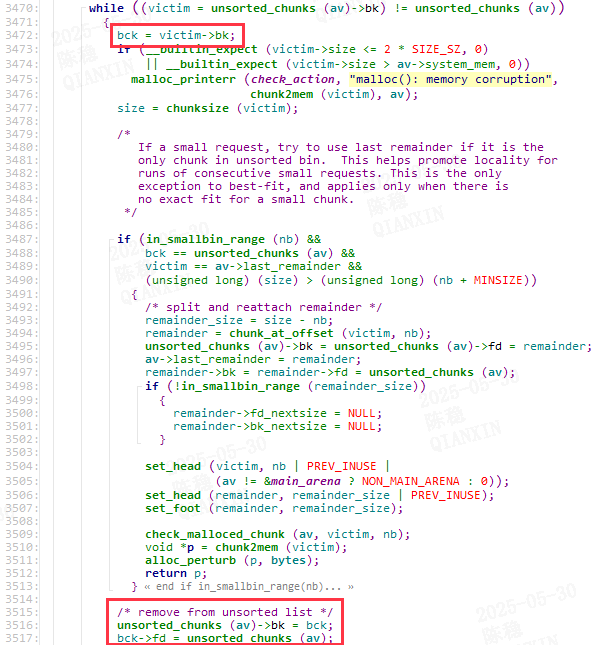 3470: while ((victim = unsorted_chunks (av)->bk) != unsorted_chunks (av))
3471: {
3472: bck = victim->bk;
3473: if (__builtin_expect (victim->size <= 2 * SIZE_SZ, 0)
3474: || __builtin_expect (victim->size > av->system_mem, 0))
3475: malloc_printerr (check_action, "malloc(): memory corruption",
3476: chunk2mem (victim), av);
3477: size = chunksize (victim);
3478:
3479: /*
3480: If a small request, try to use last remainder if it is the
3481: only chunk in unsorted bin.  This helps promote locality for
3482: runs of consecutive small requests. This is the only
3483: exception to best-fit, and applies only when there is
3484: no exact fit for a small chunk.
3485: */
3486:
3487: if (in_smallbin_range (nb) &&
3488: bck == unsorted_chunks (av) &&
3489: victim == av->last_remainder &&
3490: (unsigned long) (size) > (unsigned long) (nb + MINSIZE))
3491: {
3492: /* split and reattach remainder */
3493: remainder_size = size - nb;
3494: remainder = chunk_at_offset (victim, nb);
3495: unsorted_chunks (av)->bk = unsorted_chunks (av)->fd = remainder;
3496: av->last_remainder = remainder;
3497: remainder->bk = remainder->fd = unsorted_chunks (av);
3498: if (!in_smallbin_range (remainder_size))
3499: {
3500: remainder->fd_nextsize = NULL;
3501: remainder->bk_nextsize = NULL;
3502: }
3503:
3504: set_head (victim, nb | PREV_INUSE |
3505: (av != &main_arena ? NON_MAIN_ARENA : 0));
3506: set_head (remainder, remainder_size | PREV_INUSE);
3507: set_foot (remainder, remainder_size);
3508:
3509: check_malloced_chunk (av, victim, nb);
3510: void *p = chunk2mem (victim);
3511: alloc_perturb (p, bytes);
3512: return p;
3513: } « end if in_smallbin_range(nb)... »
3514:
3515: /* remove from unsorted list */
3516: unsorted_chunks (av)->bk = bck;
3517: bck->fd = unsorted_chunks (av);
2025-05-30
陈稳
QIANXIN